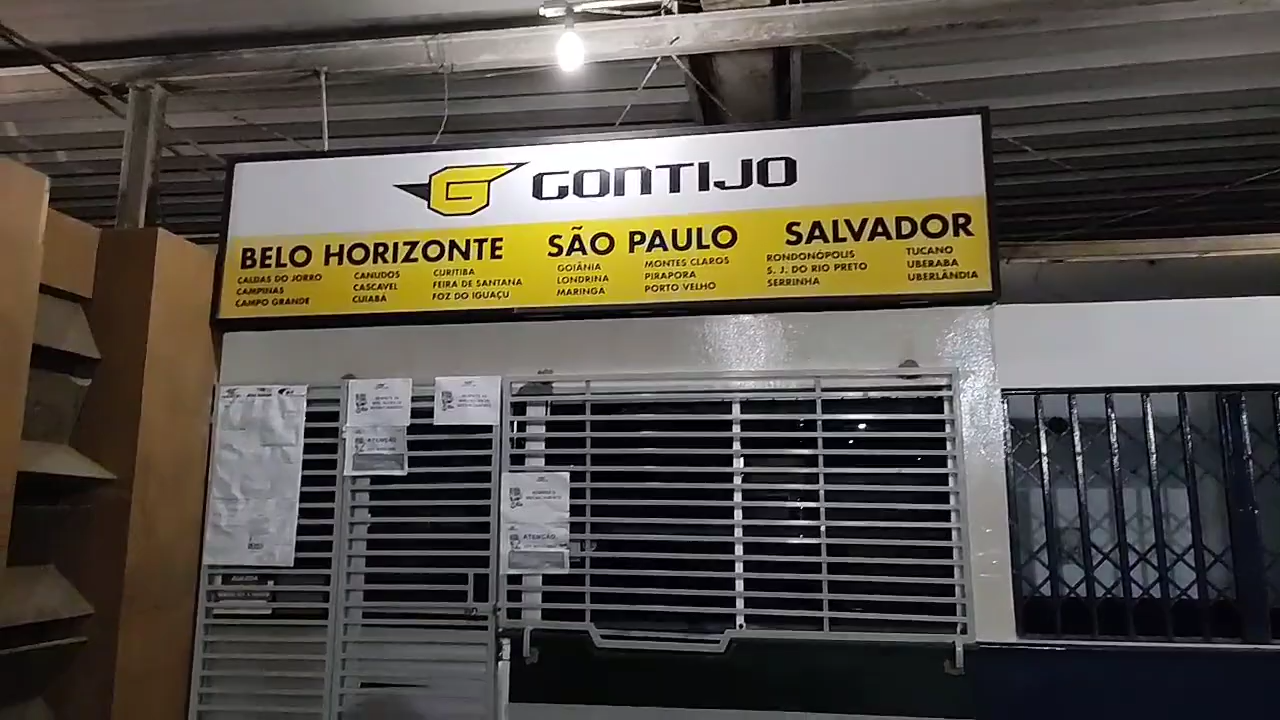 G GONTIJO
BELO HORIZONTE
CALDAS DO JORRO
CAMPINAS
CAMPO GRANDE
CANUDOS
CASCAVEL
CUIABÁ
CURITIBA
FEIRA DE SANTANA
FOZ DO IGUAÇU
SÃO PAULO
GOIÂNIA
LONDRINA
MARINGA
MONTES CLAROS
PIRAPORA
PORTO VELHO
SALVADOR
RONDONÓPOLIS
S. J. DO RIO PRETO
SERRINHA
TUCANO
UBERABA
UBERLÂNDIA
ATENÇÃO
ATENÇÃO